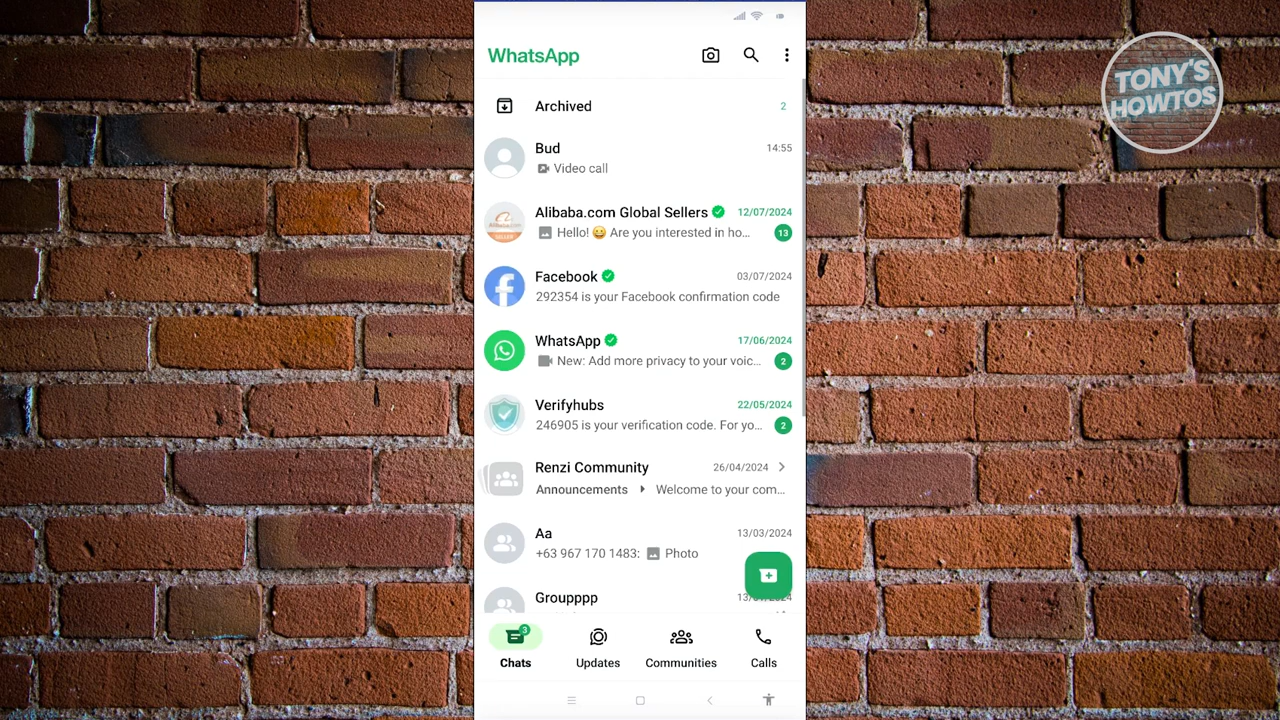 TONY'S
HOWTOS
WhatsApp
Archived 2
Bud 14:55
Video call
Alibaba.com Global Sellers 12/07/2024
Hello! 😀 Are you interested in ho... 13
Facebook 03/07/2024
292354 is your Facebook confirmation code
WhatsApp 17/06/2024
New: Add more privacy to your voic... 2
Verifyhubs 22/05/2024
246905 is your verification code. For yo... 2
Renzi Community 26/04/2024
Announcements Welcome to your com...
Aa 13/03/2024
+63 967 170 1483: Photo
Groupppp
3
Chats Updates Communities Calls